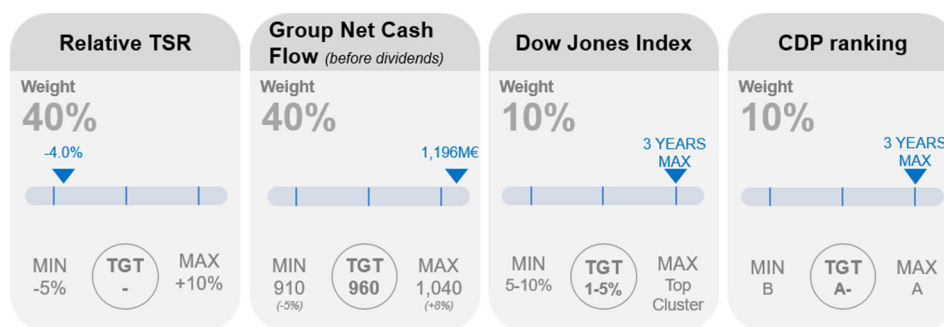 Relative TSR
Weight
40%
-4.0%
MIN
-5%
TGT
-
MAX
+10%
Group Net Cash
Flow (before dividends)
Weight
40%
1,196M€
MIN
910
(-5%)
TGT
960
MAX
1,040
(+8%)
Dow Jones Index
Weight
10%
3 YEARS
MAX
MIN
5-10%
TGT
1-5%
MAX
Top
Cluster
CDP ranking
Weight
10%
3 YEARS
MAX
MIN
B
TGT
A-
MAX
A